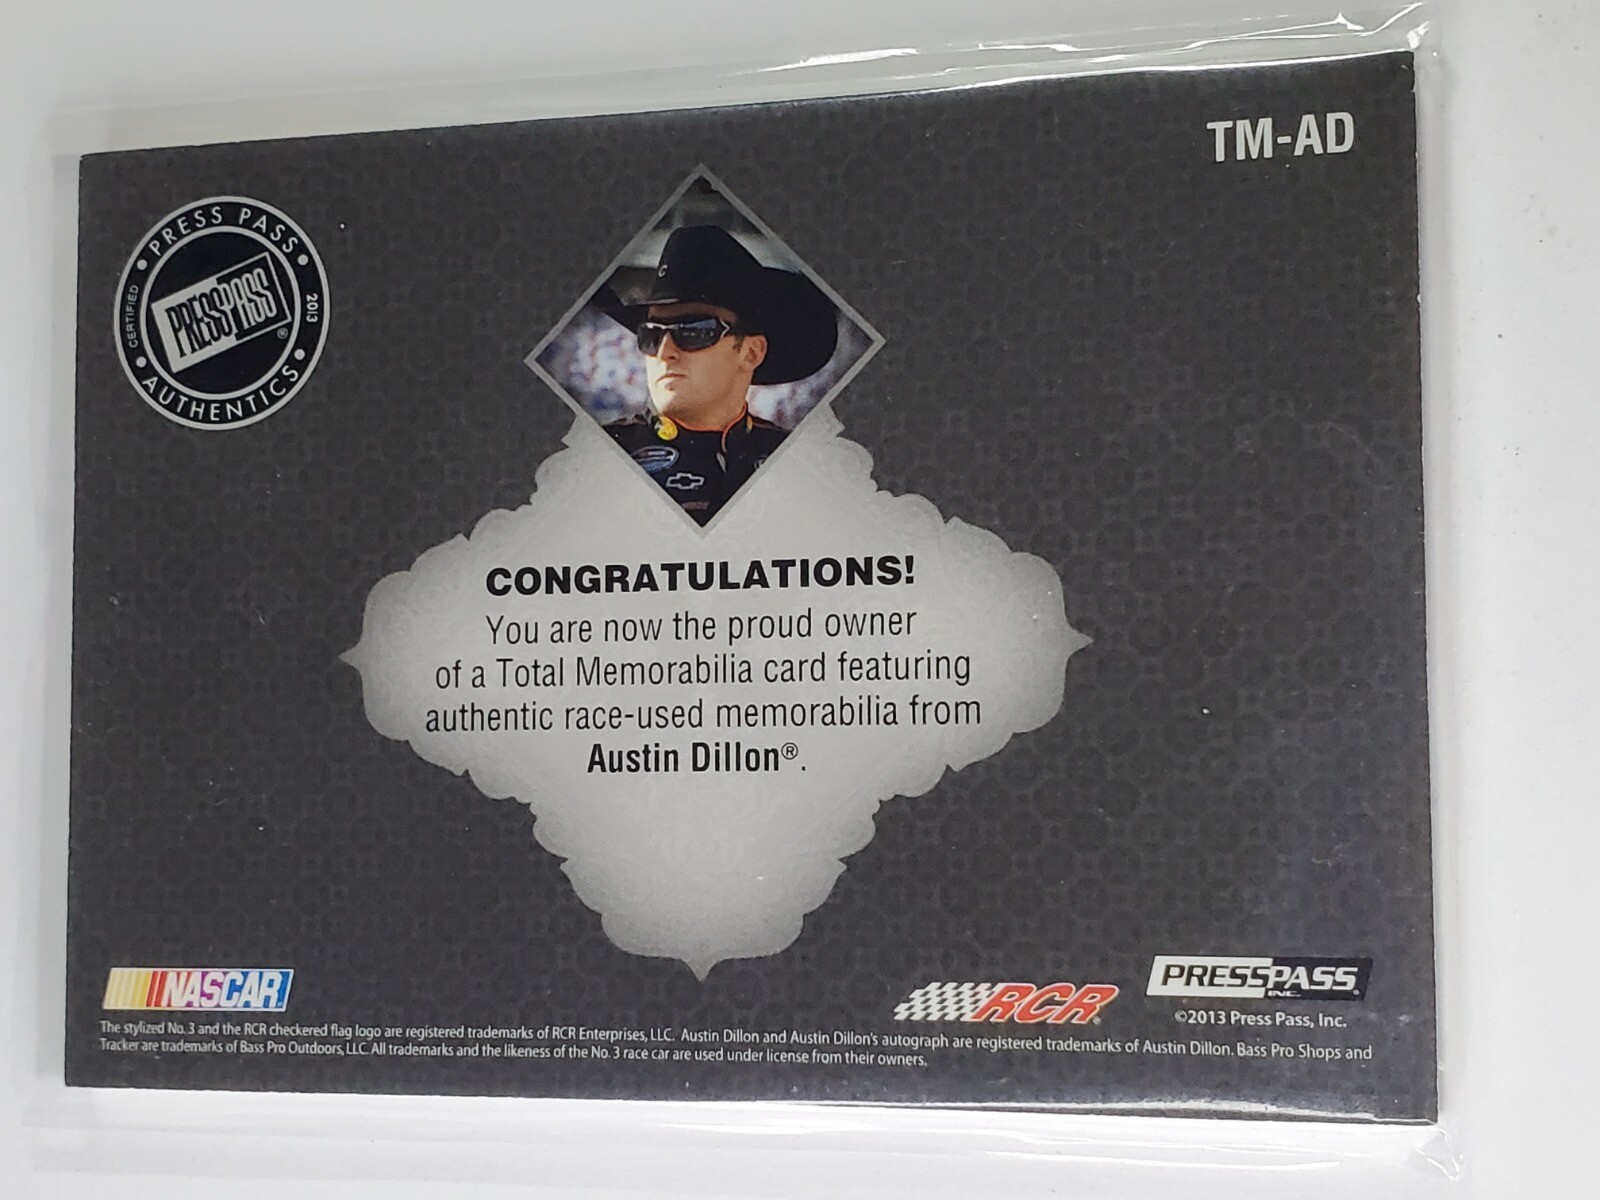 TM-AD
PRESS PASS
CERTIFIED
PRESSPASS®
2013
AUTHENTICS
CONGRATULATIONS!
You are now the proud owner
of a Total Memorabilia card featuring
authentic race-used memorabilia from
Austin Dillon®.
NASCAR
RCR
PRESSPASS
INC.
©2013 Press Pass, Inc.
The stylized No. 3 and the RCR checkered flag logo are registered trademarks of RCR Enterprises, LLC. Austin Dillon and Austin Dillon's autograph are registered trademarks of Austin Dillon. Bass Pro Shops and
Tracker are trademarks of Bass Pro Outdoors, LLC. All trademarks and the likeness of the No. 3 race car are used under license from their owners.